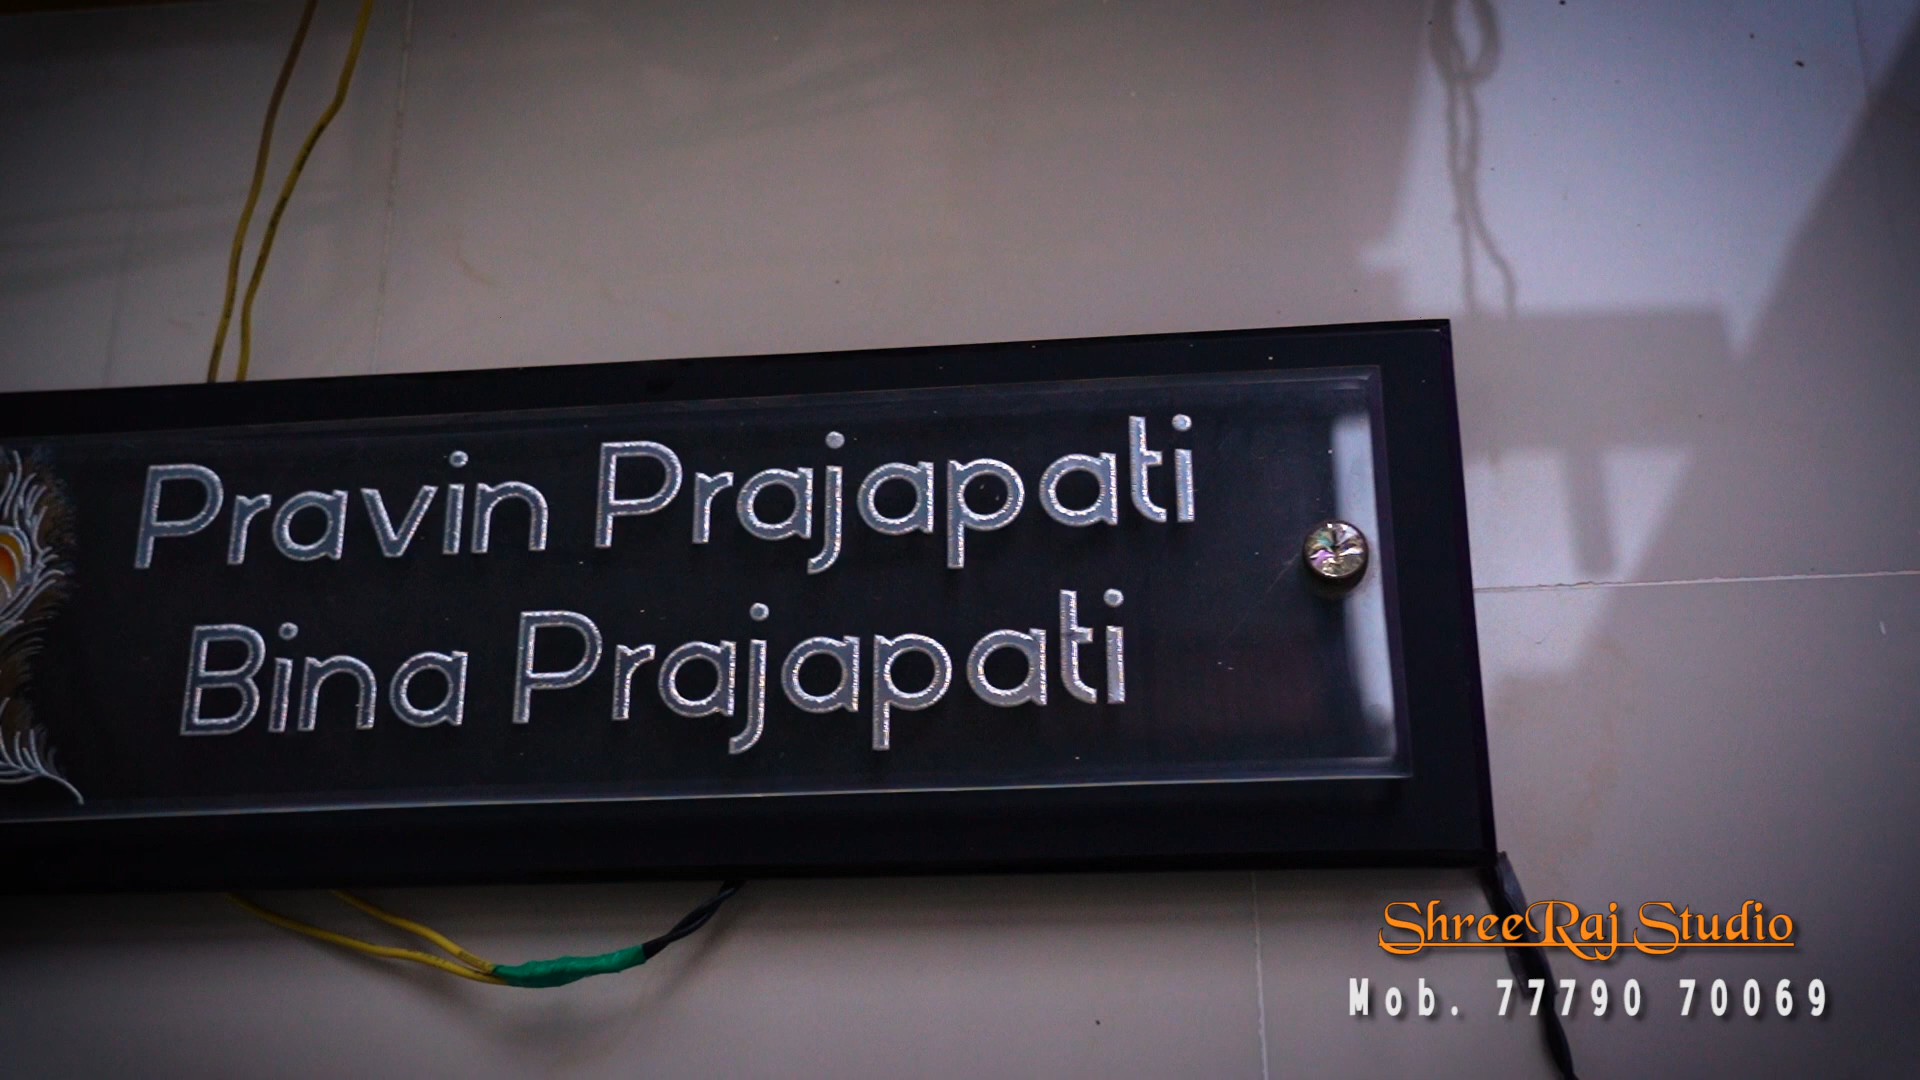 Pravin Prajapati
Bina Prajapati
ShreeRaj Studio
Mob. 77790 70069